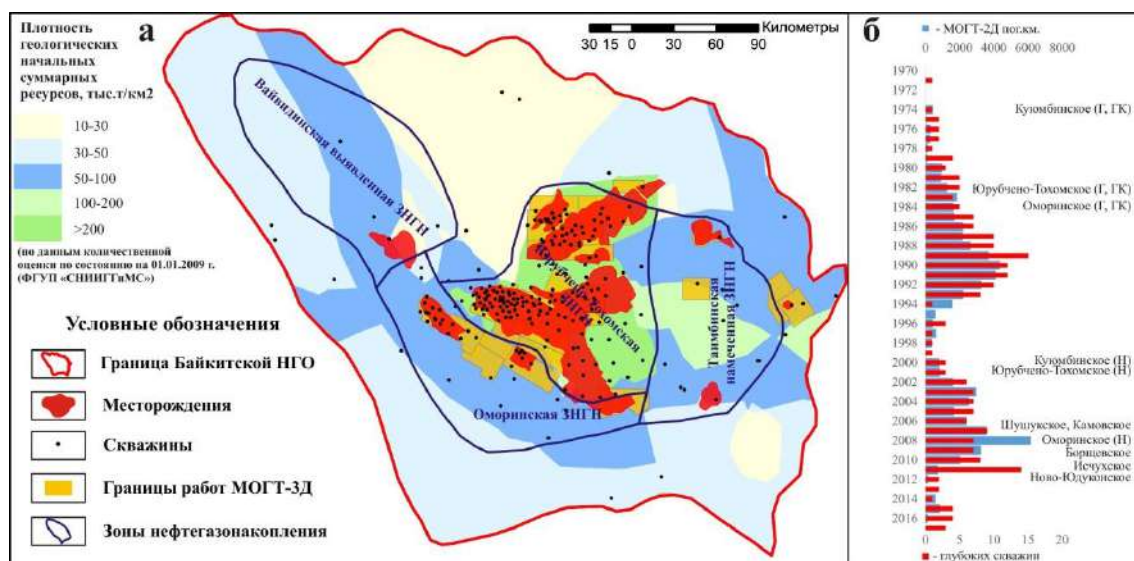 Плотность
геологических
начальных
суммарных
ресурсов, тыс.т/км2
10-30
30-50
50-100
100-200
>200
(по данным количественной
оценки по состоянию на 01.01.2009 г.
(ФГУП «СНИИГГиМС»)
Условные обозначения
Граница Байкитской НГО
Месторождения
Скважины
Границы работ МОГТ-3Д
Зоны нефтегазонакопления
а
Километры
30 15 0 30 60 90
Вайвидинская выявленная ЗНГН
Юрубчено-Тохомская
ЗНГН
Таимбинская
намеченная ЗНГН
Оморинская ЗНГН
б
- МОГТ-2Д пог.км.
0 2000 4000 6000 8000
1970
1972
1974
Куюмбинское (Г, ГК)
1976
1978
1980
1982
Юрубчено-Тохомское (Г, ГК)
1984
Оморинское (Г, ГК)
1986
1988
1990
1992
1994
1996
1998
2000
Куюмбинское (Н)
Юрубчено-Тохомское (Н)
2002
2004
2006
Шушукское, Камовское
2008
Оморинское (Н)
Борщевское
2010
Исчухское
2012
Ново-Юдуконское
2014
2016
0 5 10 15 20
- глубоких скважин